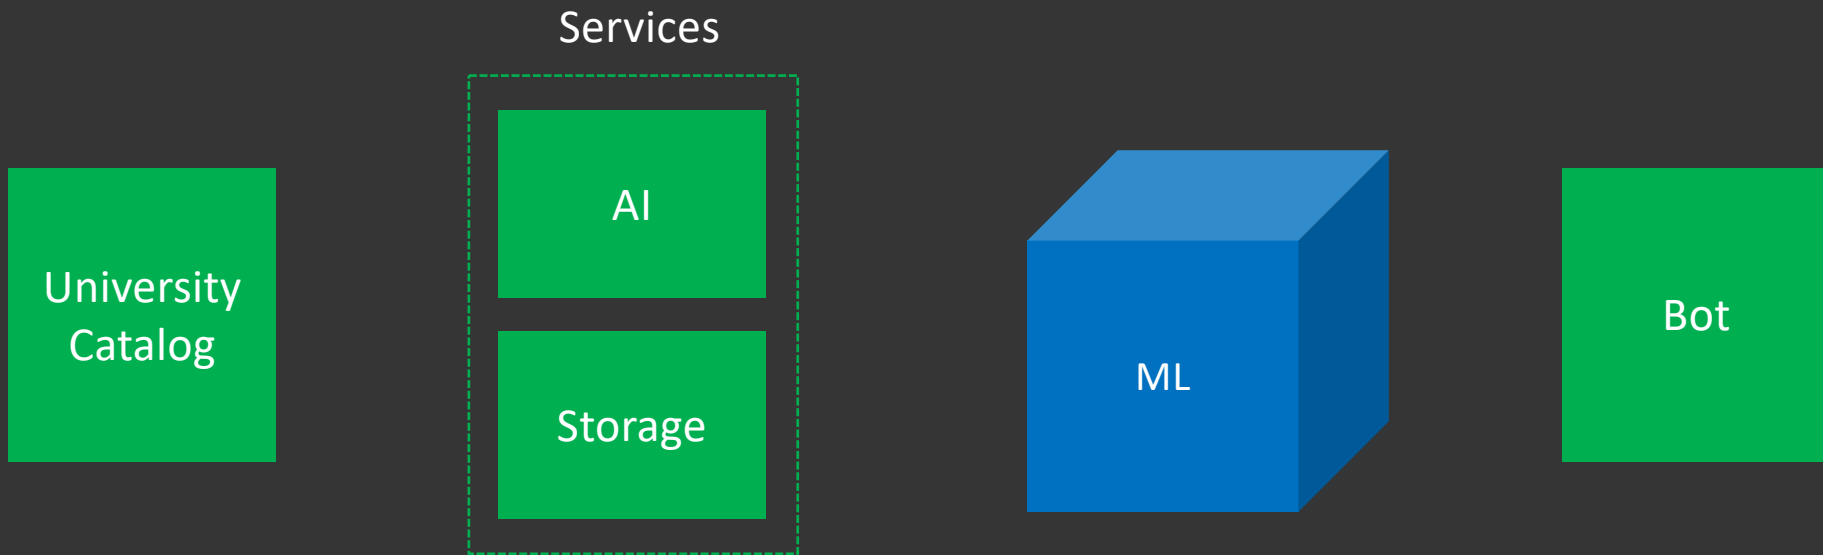 Services
University
Catalog
AI
Storage
ML
Bot